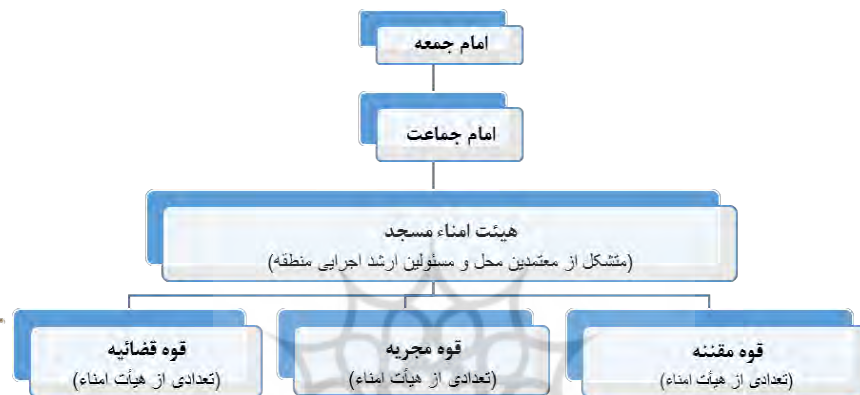 امام جمعه
امام جماعت
هیئت امناء مسجد
(متشکل از معتمدین محل و مسئولین ارشد اجرایی منطقه)
قوه مقننه
(تعدادی از هیأت امناء)
قوه مجریه
(تعدادی از هیأت امناء)
قوه قضائیه
(تعدادی از هیأت امناء)